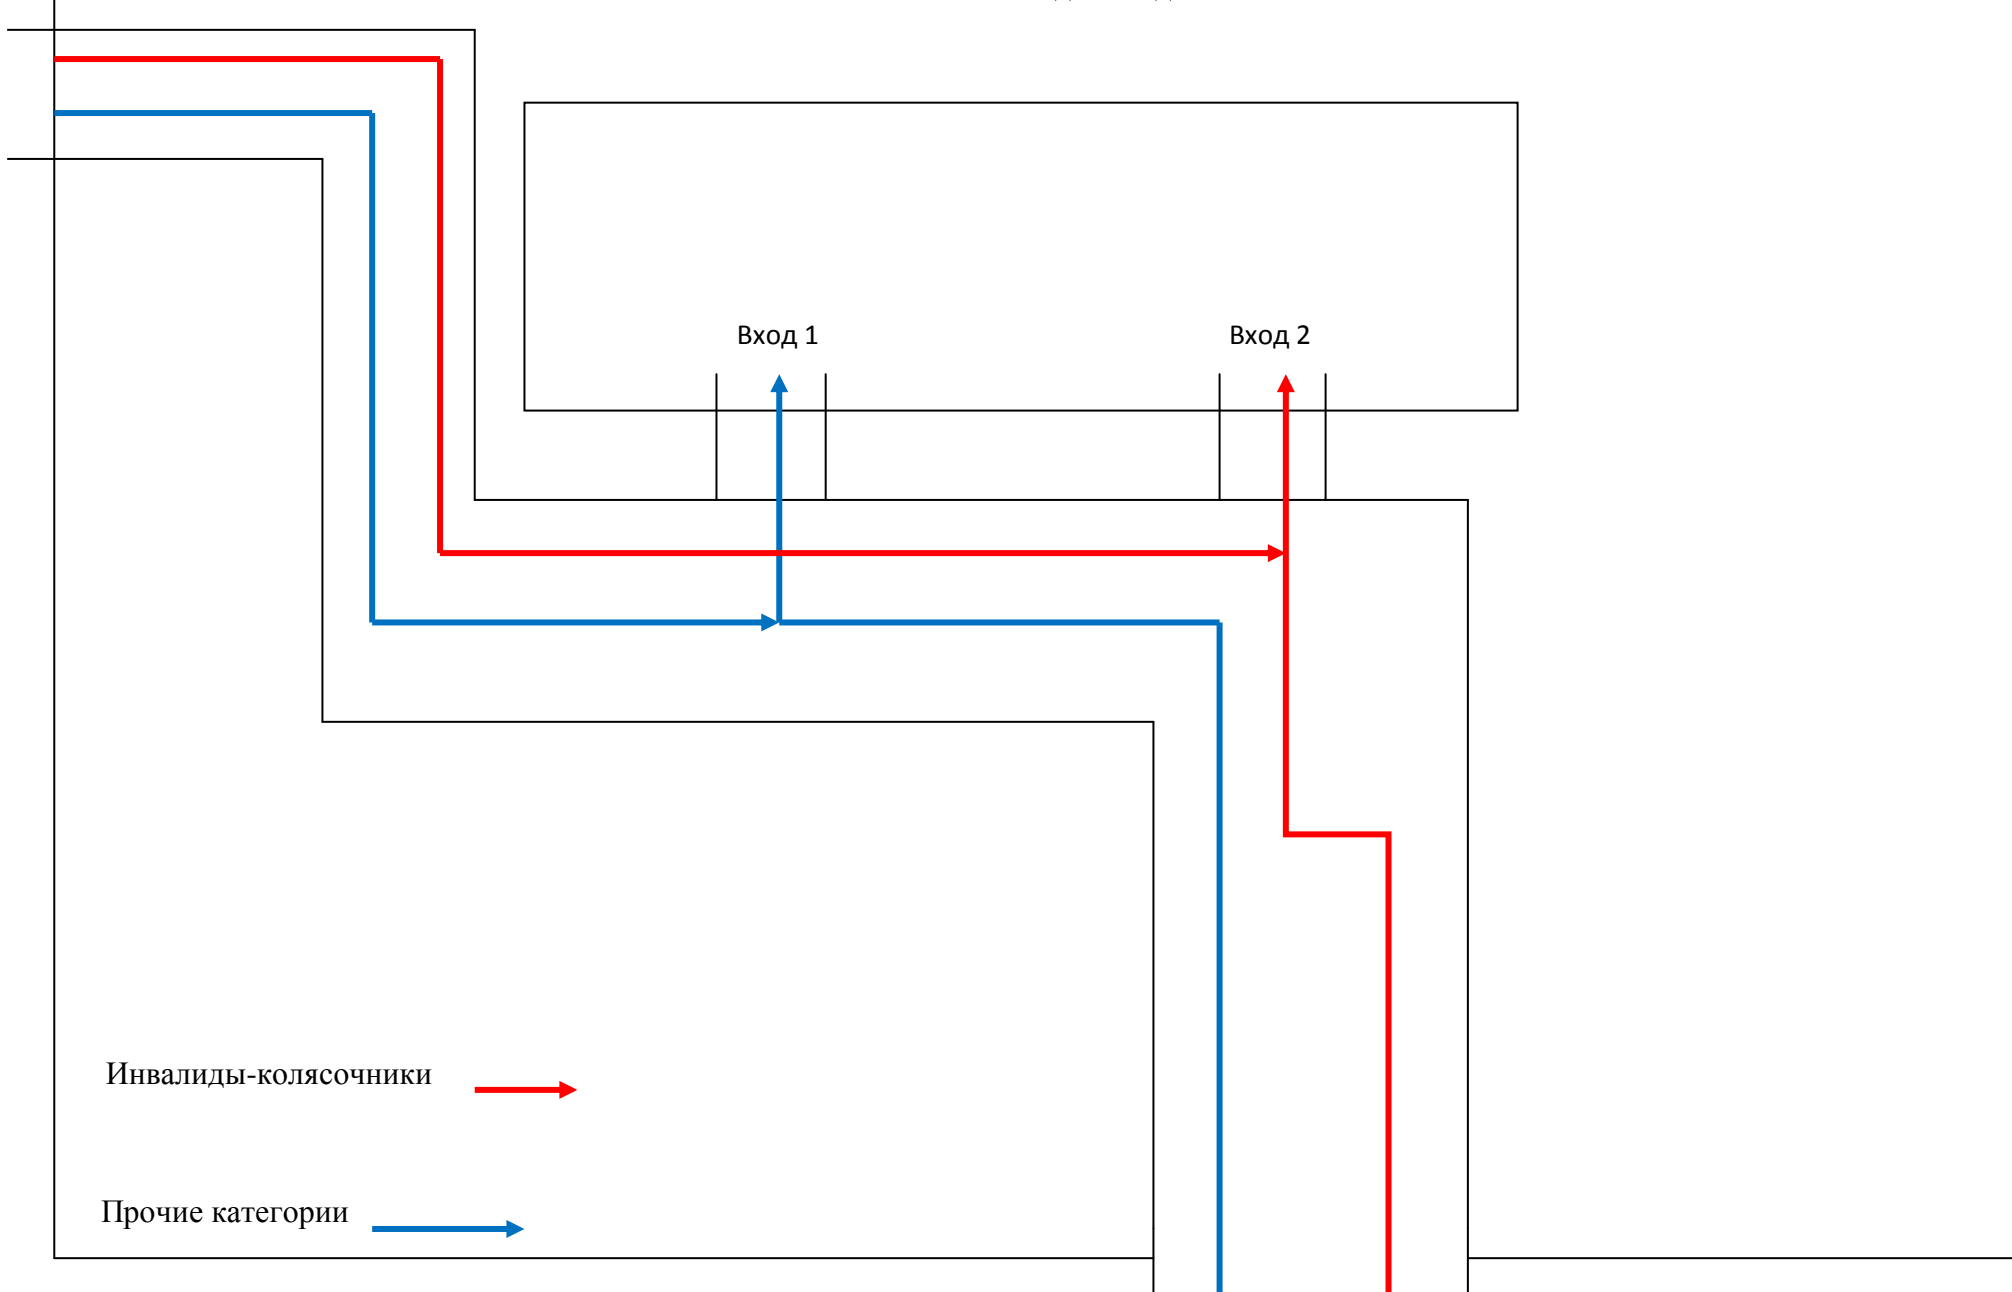 Вход 1
Вход 2
Инвалиды-колясочники
Прочие категории